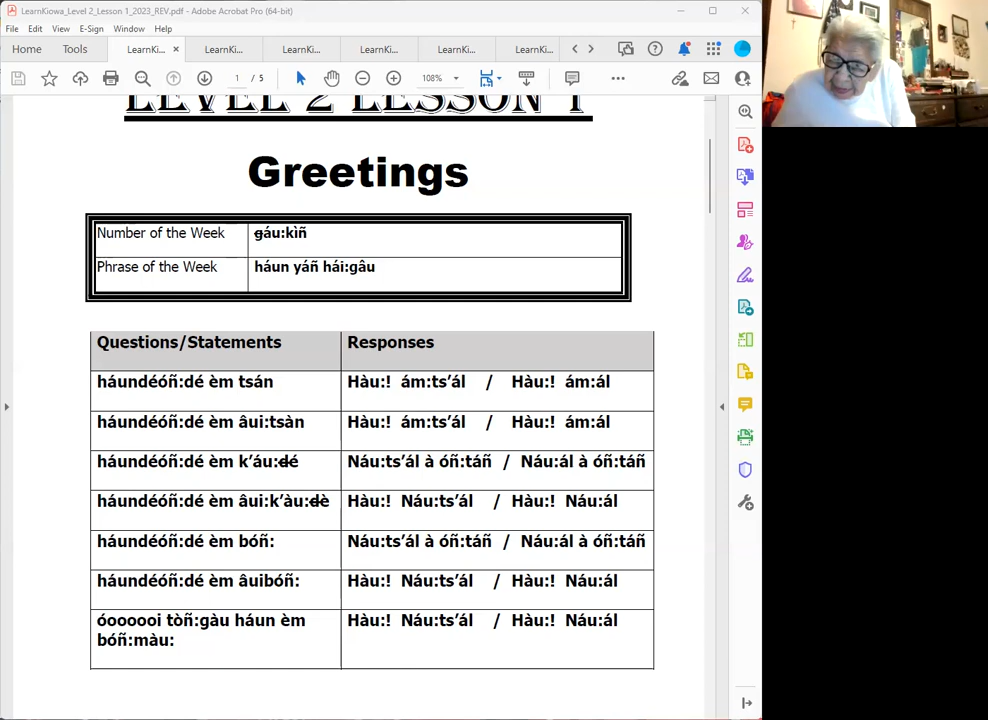 LearnKiowa_Level 2_Lesson 1_2023_REV.pdf - Adobe Acrobat Pro (64-bit)
File Edit View E-Sign Window Help
Home Tools LearnKi... × LearnKi... LearnKi... LearnKi... LearnKi... LearnKi...
1 / 5 108%
LEVEL 2 LESSON 1
Greetings
Number of the Week ǥáu:kìñ
Phrase of the Week háun yáñ hái:gâu
Questions/Statements Responses
háundéóñ:dé èm tsán Hàu:! ám:ts’ál / Hàu:! ám:ál
háundéóñ:dé èm âui:tsàn Hàu:! ám:ts’ál / Hàu:! ám:ál
háundéóñ:dé èm k’áu:d̶é Náu:ts’ál à óñ:táñ / Náu:ál à óñ:táñ
háundéóñ:dé èm âui:k’àu:d̶è Hàu:! Náu:ts’ál / Hàu:! Náu:ál
háundéóñ:dé èm bóñ: Náu:ts’ál à óñ:táñ / Náu:ál à óñ:táñ
háundéóñ:dé èm âuibóñ: Hàu:! Náu:ts’ál / Hàu:! Náu:ál
óoooooi tòñ:gàu háun èm Hàu:! Náu:ts’ál / Hàu:! Náu:ál
bóñ:màu: